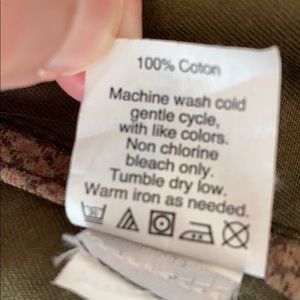 100% Coton
Machine wash cold
gentle cycle,
with like colors.
Non chlorine
bleach only.
Tumble dry low.
Warm iron as needed.